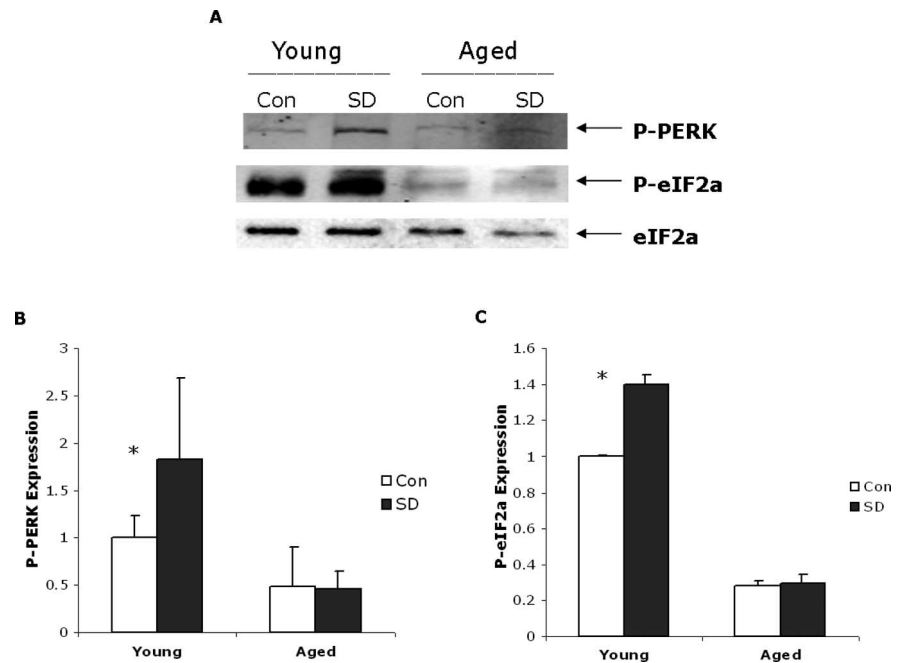 A
Young Aged
Con SD Con SD
P-PERK
P-eIF2a
eIF2a
B
P-PERK Expression
3
2.5
2
1.5
1
0.5
0
*
Con
SD
Young Aged
C
P-eIF2a Expression
1.6
1.4
1.2
1
0.8
0.6
0.4
0.2
0
*
Con
SD
Young Aged